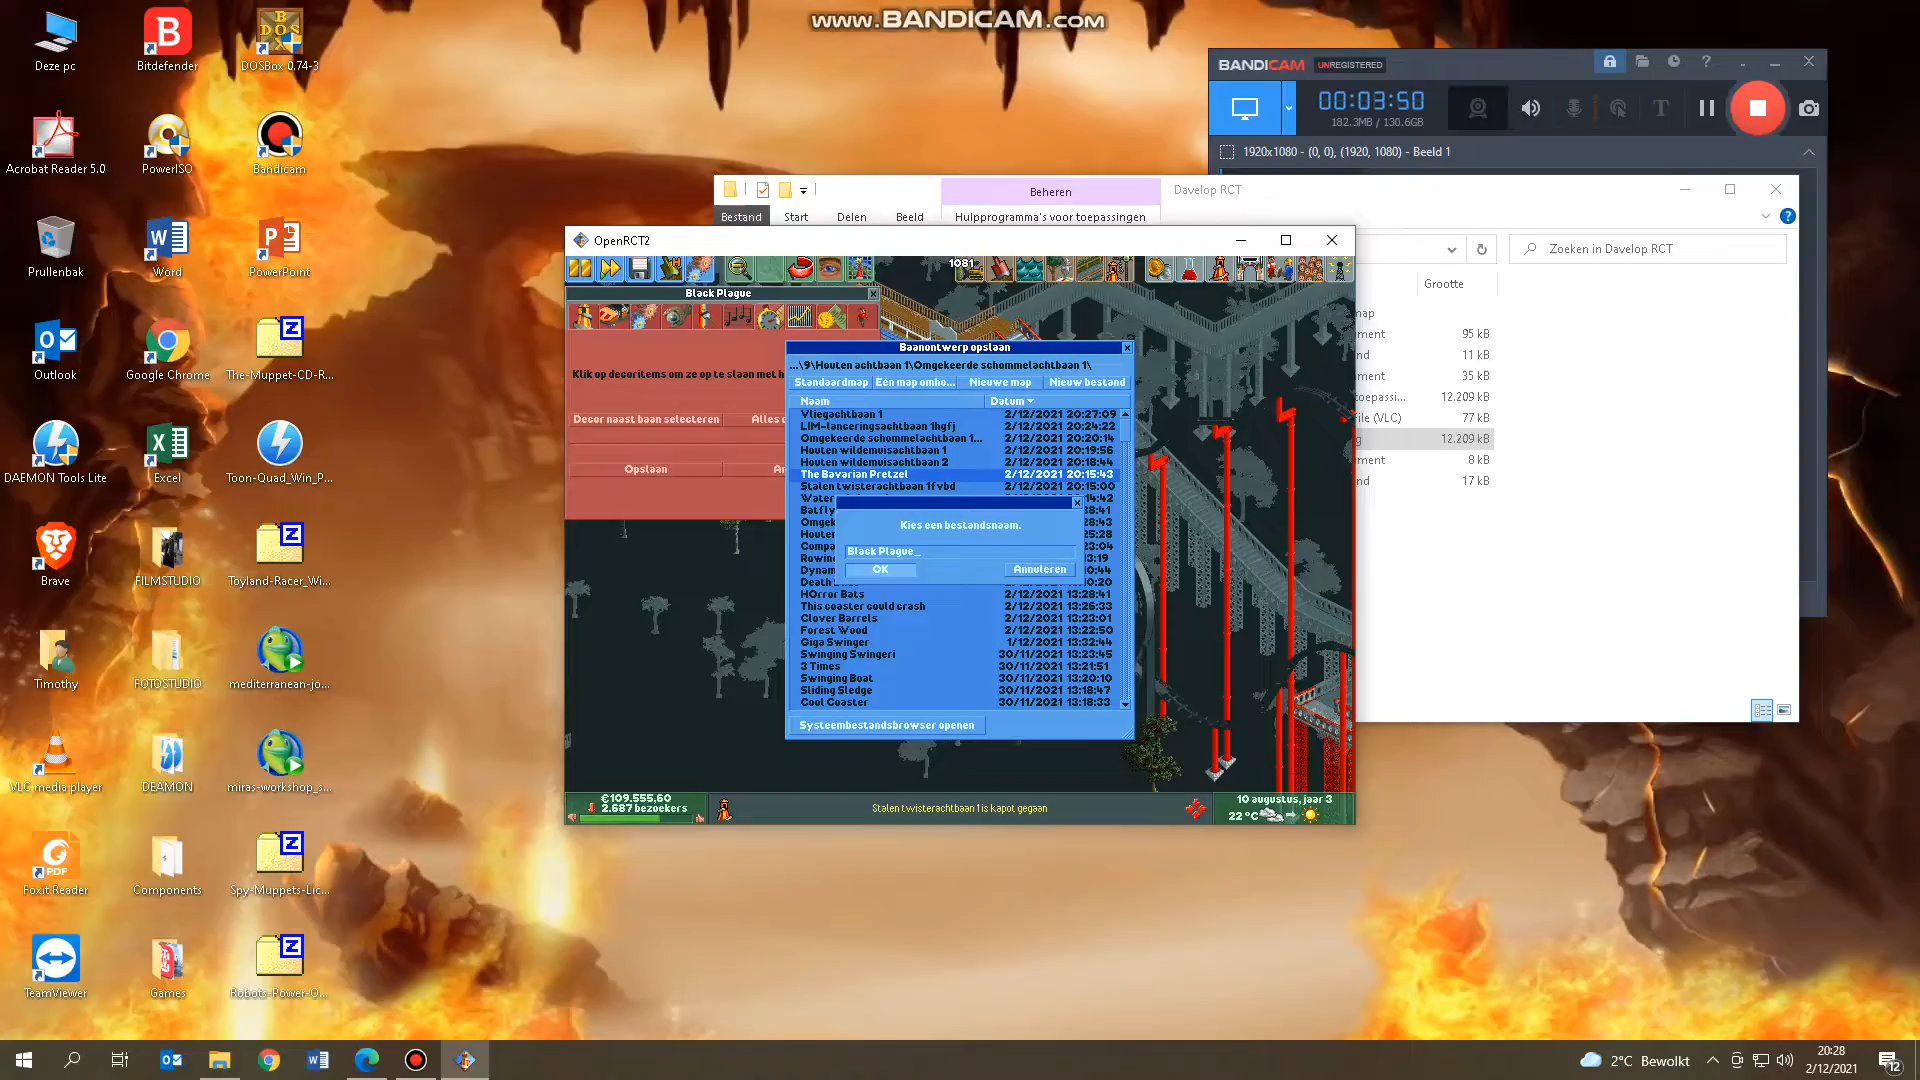 www.BANDICAM.com
Deze pc
Bitdefender
DOSBox 0.74-3
Acrobat Reader 5.0
PowerISO
Bandicam
Prullenbak
Word
PowerPoint
Outlook
Google Chrome
The-Muppet-CD-R...
DAEMON Tools Lite
Excel
Toon-Quad_Win_P...
Brave
FILMSTUDIO
Toyland-Racer_Wi...
Timothy
FOTOSTUDIO
mediterranean-jo...
VLC media player
DEAMON
miras-workshop_s...
Foxit Reader
Components
Spy-Muppets-Lic...
TeamViewer
Games
Robots-Power-O...
BANDICAM UNREGISTERED
00:03:50
182.3MB / 130.6GB
1920x1080 - (0, 0), (1920, 1080) - Beeld 1
Beheren
Davelop RCT
Bestand
Start
Delen
Beeld
Hulpprogramma's voor toepassingen
Zoeken in Davelop RCT
Grootte
95 kB
11 kB
35 kB
12.209 kB
(VLC) 77 kB
12.209 kB
8 kB
17 kB
OpenRCT2
1081
Black Plague
Klik op decoritems om ze op te slaan met h
Decor naast baan selecteren
Opslaan
Baanontwerp opslaan
...\9\Houten achtbaan 1\Omgekeerde schommelachtbaan 1\
Standaardmap
Eén map omho...
Nieuwe map
Nieuw bestand
Naam
Datum
Vliegachtbaan 1 2/12/2021 20:27:09
LIM-lanceringsachtbaan 1hgfj 2/12/2021 20:24:22
Omgekeerde schommelachtbaan 1... 2/12/2021 20:20:14
Houten wildemuisachtbaan 1 2/12/2021 20:19:56
Houten wildemuisachtbaan 2 2/12/2021 20:18:44
The Bavarian Pretzel 2/12/2021 20:15:43
Stalen twisterachtbaan 1fvbd 2/12/2021 20:15:00
Kies een bestandsnaam.
Black Plague_
OK
Annuleren
HOrror Bats 2/12/2021 13:28:41
This coaster could crash 2/12/2021 13:26:33
Clover Barrels 2/12/2021 13:23:01
Forest Wood 2/12/2021 13:22:50
Giga Swinger 1/12/2021 13:32:44
Swinging Swingeri 30/11/2021 13:23:45
3 Times 30/11/2021 13:21:51
Swinging Boat 30/11/2021 13:20:10
Sliding Sledge 30/11/2021 13:18:47
Cool Coaster 30/11/2021 13:18:33
Systeembestandsbrowser openen
€109.555,60
2.687 bezoekers
Stalen twisterachtbaan 1 is kapot gegaan
10 augustus, jaar 3
22 °C
2°C Bewolkt
20:28
2/12/2021
12